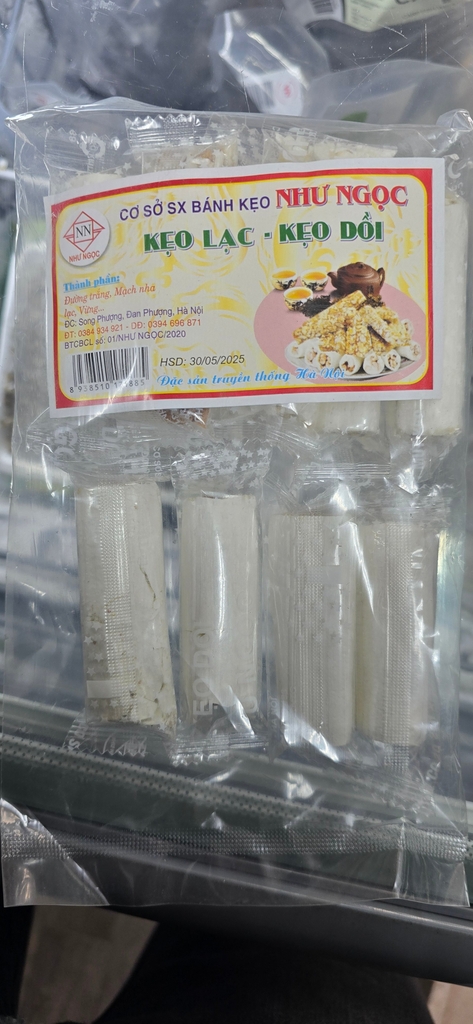 CƠ SỞ SX BÁNH KẸO NHƯ NGỌC
KẸO LẠC - KẸO DỒI
NN
NHƯ NGỌC
Thành phần:
Đường trắng, Mạch nha
lạc, Vừng...
ĐC: Song Phượng, Đan Phượng, Hà Nội
ĐT: 0384 934 921 - DĐ: 0394 696 871
BTCBCL số: 01/NHƯ NGỌC/2020
HSD: 30/05/2025
Đặc sản truyền thống Hà Nội